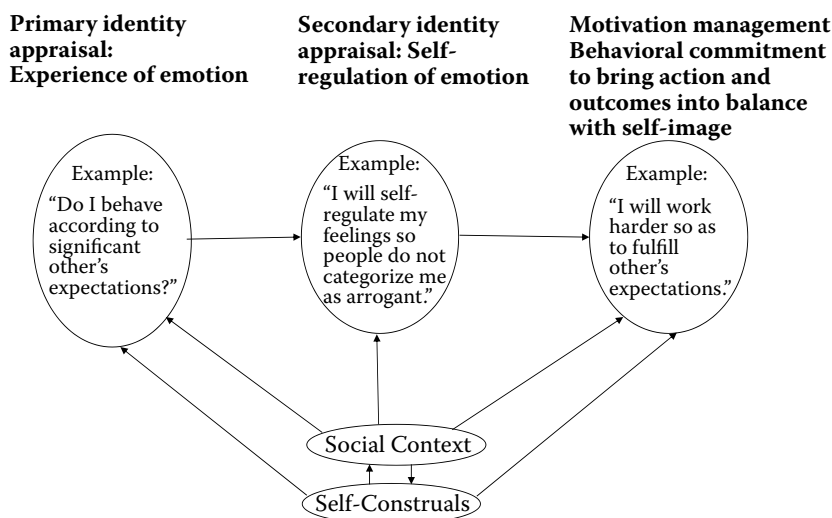 Primary identity
appraisal:
Experience of emotion
Secondary identity
appraisal: Self-
regulation of emotion
Motivation management
Behavioral commitment
to bring action and
outcomes into balance
with self-image
Example:
“Do I behave
according to
significant
other’s
expectations?”
Example:
“I will self-
regulate my
feelings so
people do not
categorize me
as arrogant.”
Example:
“I will work
harder so as
to fulfill
other’s
expectations.”
Social Context
Self-Construals